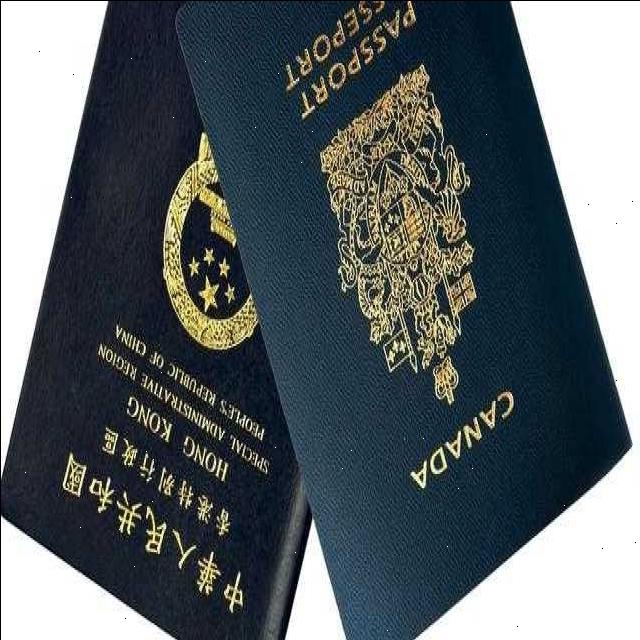 中華人民共和國
香港特別行政區
HONG KONG
SPECIAL ADMINISTRATIVE REGION
PEOPLE'S REPUBLIC OF CHINA
CANADA
PASSPORT
SSEPORT